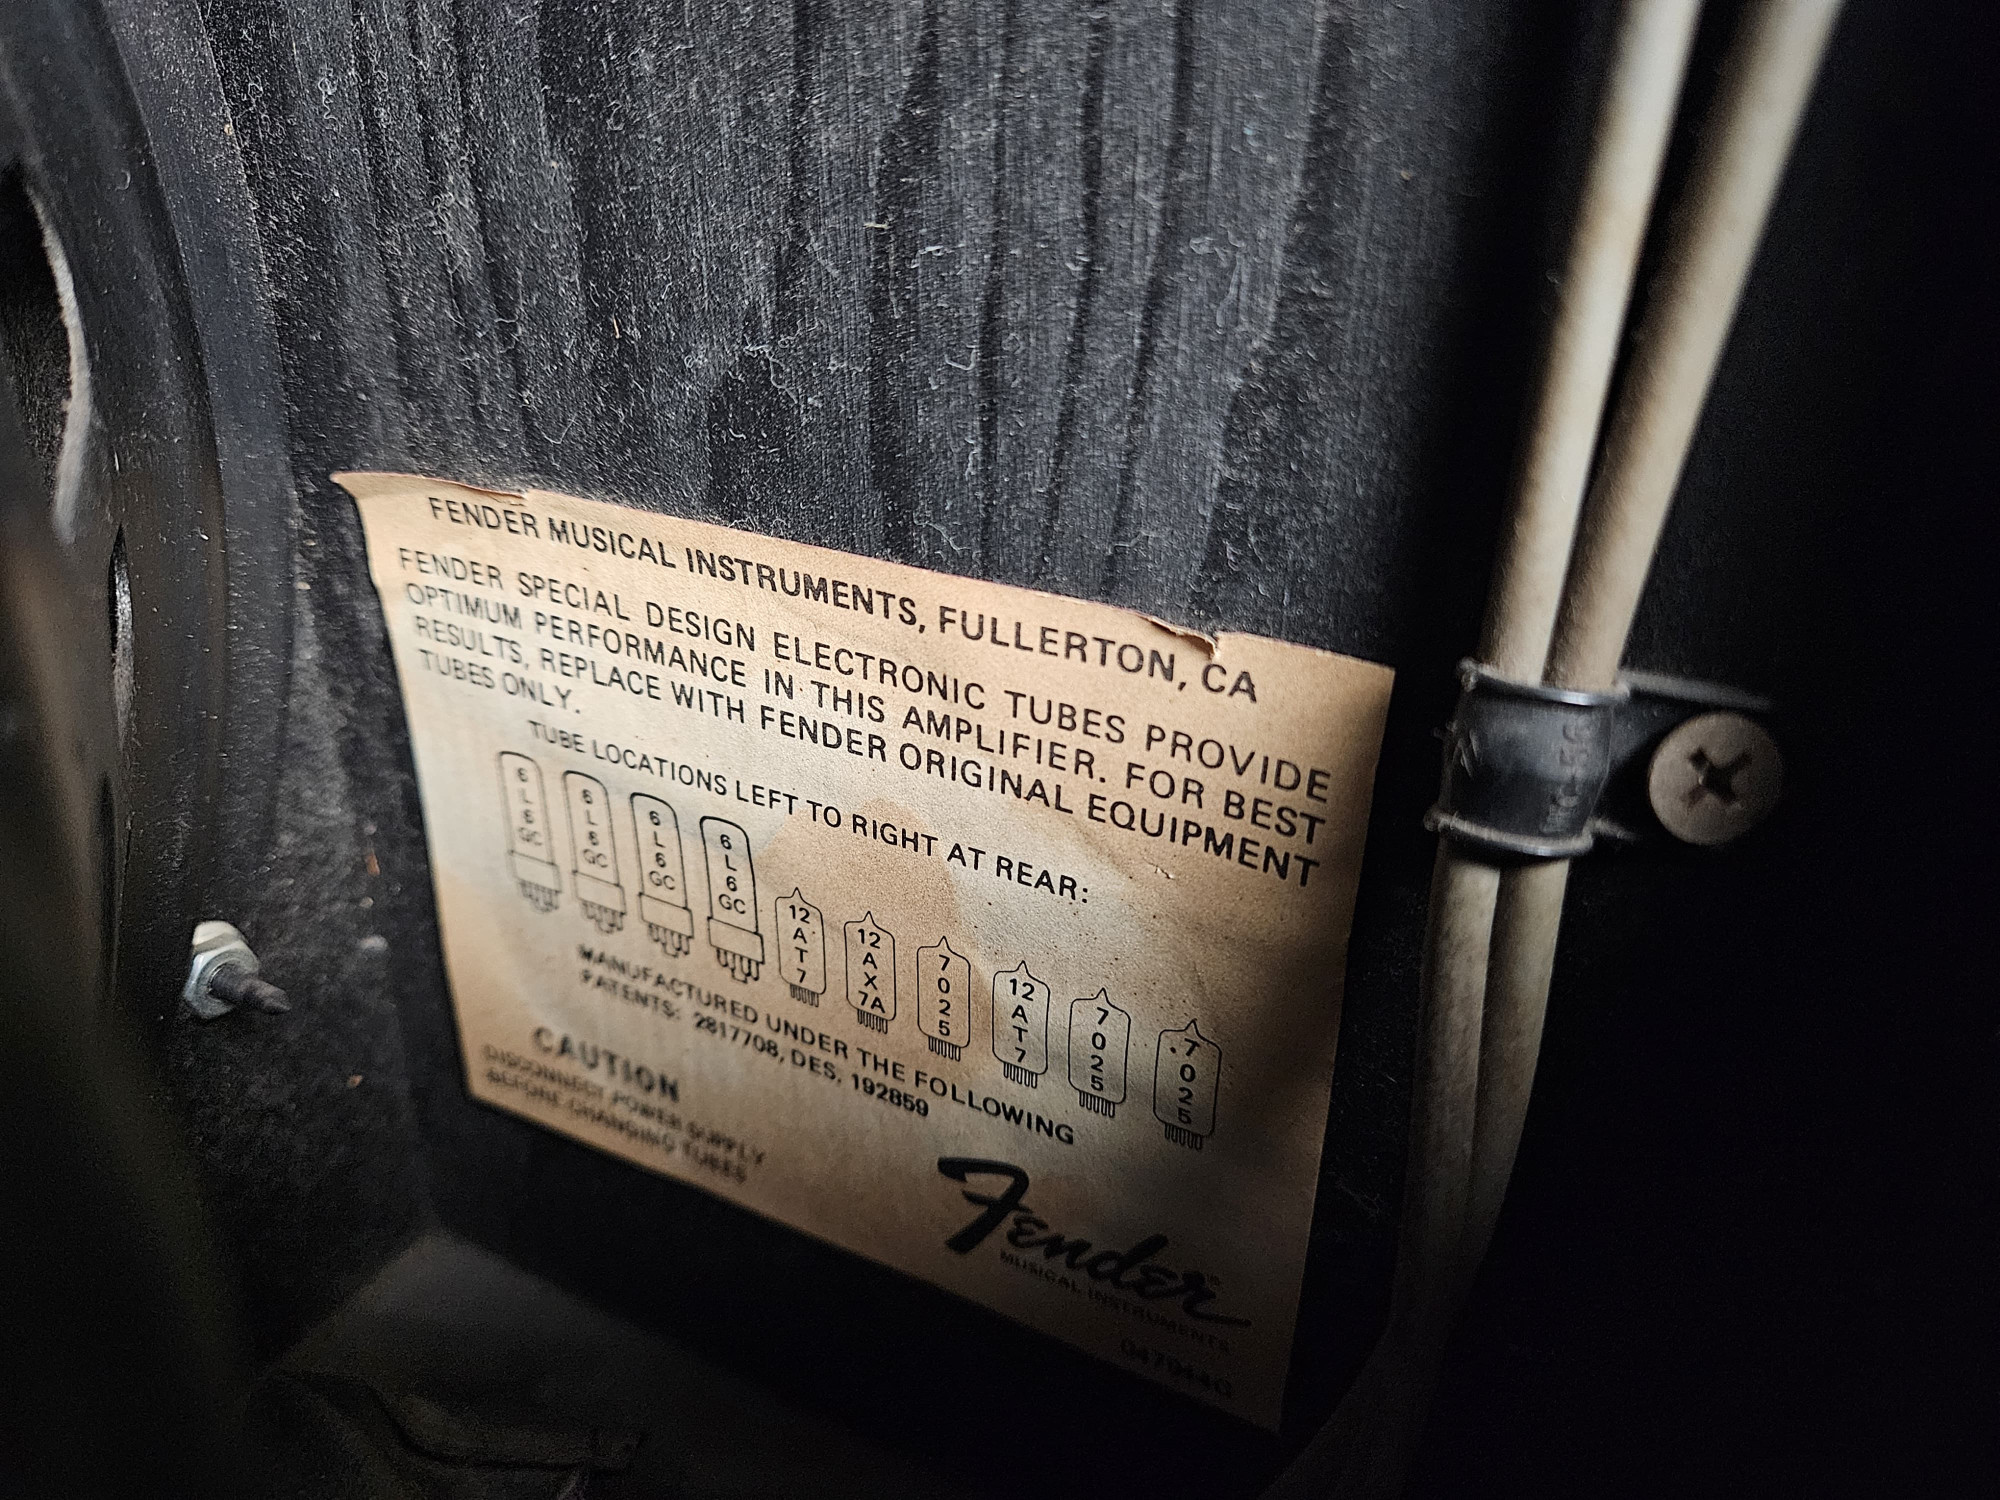 FENDER MUSICAL INSTRUMENTS, FULLERTON, CA
FENDER SPECIAL DESIGN ELECTRONIC TUBES PROVIDE
OPTIMUM PERFORMANCE IN THIS AMPLIFIER. FOR BEST
RESULTS, REPLACE WITH FENDER ORIGINAL EQUIPMENT
TUBES ONLY.
TUBE LOCATIONS LEFT TO RIGHT AT REAR:
6L6GC 6L6GC 6L6GC 6L6GC 12AT7 12AX7A 7025 12AT7 7025 7025
MANUFACTURED UNDER THE FOLLOWING
PATENTS: 2817708, DES. 192859
CAUTION
DISCONNECT POWER SUPPLY
BEFORE CHANGING TUBES
Fender®
MUSICAL INSTRUMENTS